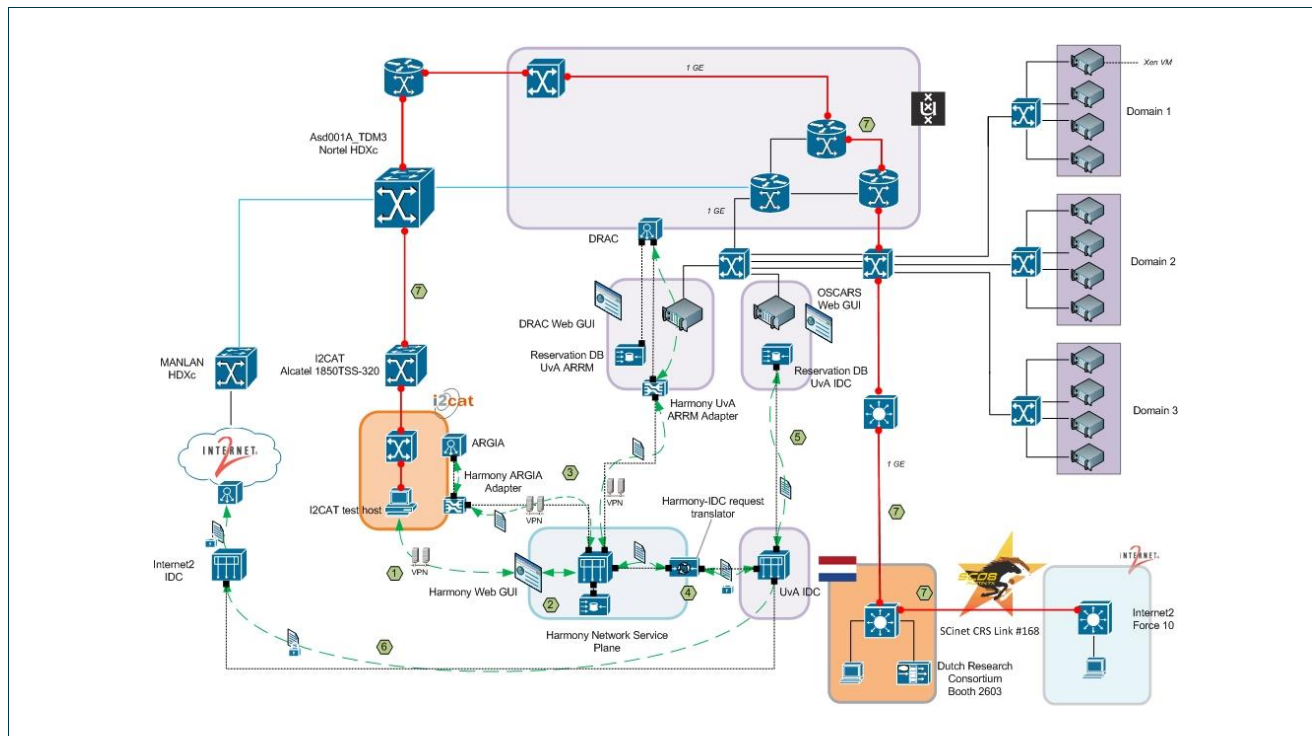 1 GE
Xen VM
7
Domain 1
Asd001A_TDM3
Nortel HDXc
1 GE
DRAC
Domain 2
OSCARS
Web GUI
DRAC Web GUI
7
Reservation DB
UvA ARRM
Reservation DB
UvA IDC
MANLAN
HDXc
I2CAT
Alcatel 1850TSS-320
i2cat
Harmony UvA
ARRM Adapter
Domain 3
INTERNET
2
ARGIA
5
3
1 GE
Harmony ARGIA
Adapter
VPN
VPN
Harmony-IDC request
translator
I2CAT test host
7
1
VPN
Internet2
IDC
Harmony Web GUI
2
4
UvA IDC
SC08
INTERNET
2
7
Internet2
Force 10
SCinet CRS Link #168
6
Harmony Network Service
Plane
Dutch Research
Consortium
Booth 2603